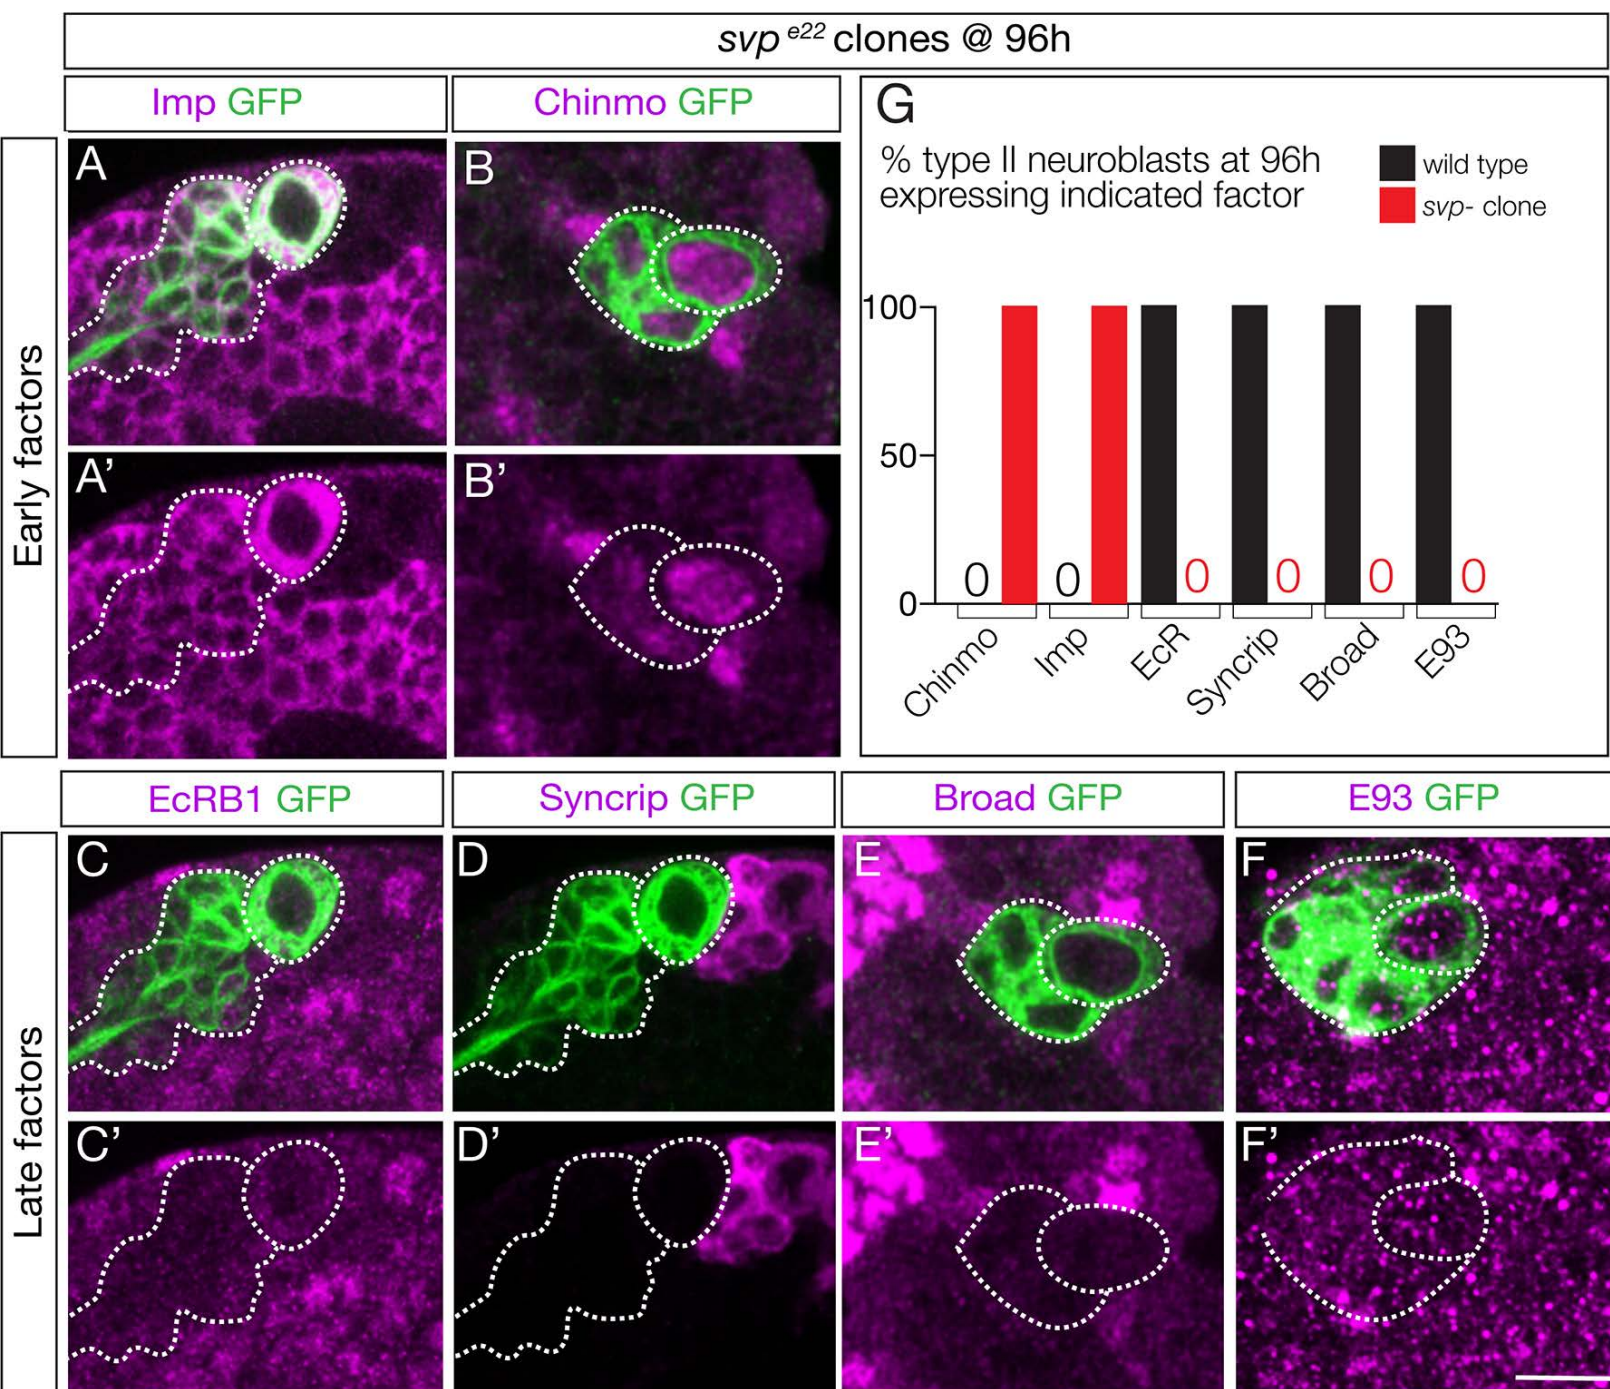 svp e22 clones @ 96h
Imp GFP
Chinmo GFP
Early factors
A
B
A’
B’
G
% type II neuroblasts at 96h
expressing indicated factor
wild type
svp- clone
100
50
0
0
0
0
0
0
0
Chinmo
Imp
EcR
Syncrip
Broad
E93
EcRB1 GFP
Syncrip GFP
Broad GFP
E93 GFP
Late factors
C
D
E
F
C’
D’
E’
F’